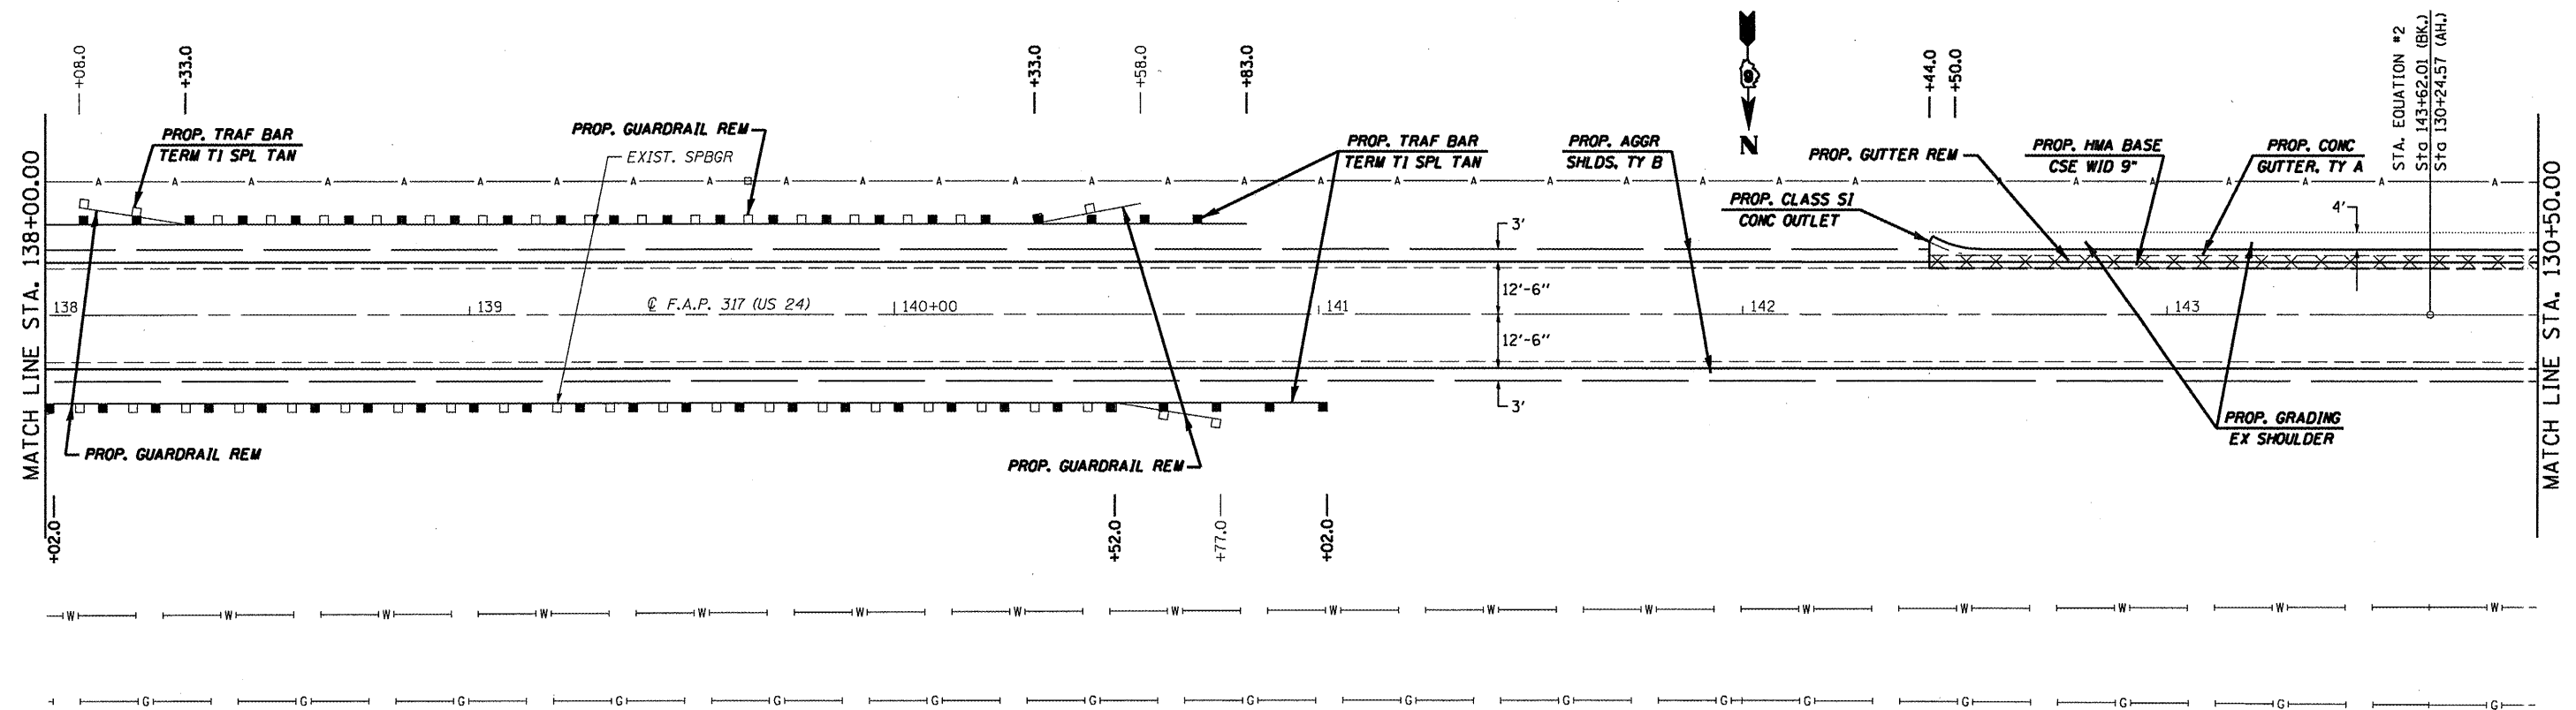 +08.0
+33.0
+33.0
+58.0
+83.0
9
N
+44.0
+50.0
STA. EQUATION #2
Sta 143+62.01 (BK.)
Sta 130+24.57 (AH.)
MATCH LINE STA. 138+00.00
PROP. TRAF BAR
TERM T1 SPL TAN
PROP. GUARDRAIL REM
EXIST. SPBGR
PROP. TRAF BAR
TERM T1 SPL TAN
PROP. AGGR
SHLDS, TY B
PROP. GUTTER REM
PROP. HMA BASE
CSE WID 9"
PROP. CONC
GUTTER, TY A
PROP. CLASS SI
CONC OUTLET
MATCH LINE STA. 130+50.00
A A A A A A A A A A A A A A A A A A A A A A A A A A A A A A A A
3'
4'
12'-6"
138
139
℄ F.A.P. 317 (US 24)
140+00
141
142
143
12'-6"
3'
PROP. GUARDRAIL REM
PROP. GUARDRAIL REM
PROP. GRADING
EX SHOULDER
+02.0
+52.0
+77.0
+02.0
W W W W W W W W W W W W W W W W
G G G G G G G G G G G G G G G G